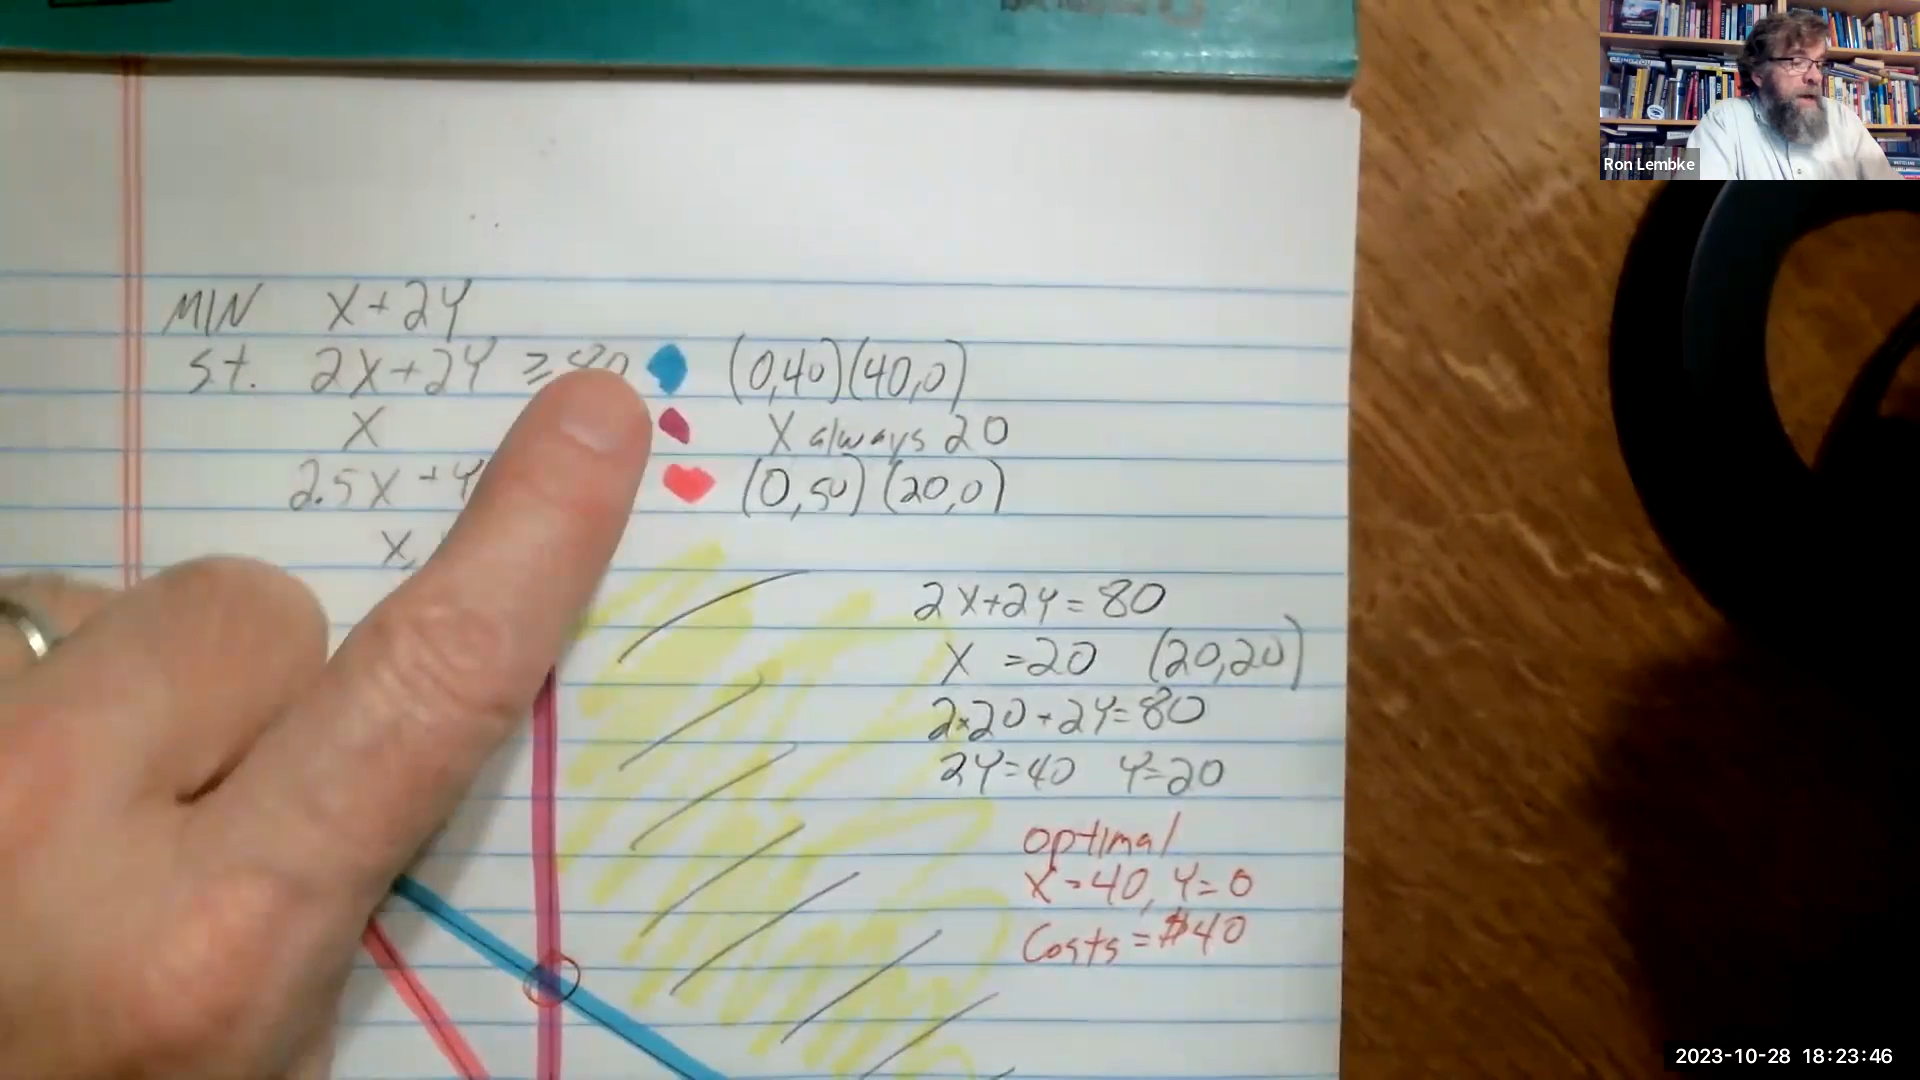 Ron Lembke
MIN X+2Y
St. 2X+2Y ≥ 80 (0,40)(40,0)
X X always 20
2.5X+Y (0,50)(20,0)
X,
2X+2Y=80
X =20 (20,20)
2×20+2Y=80
2Y=40 Y=20
optimal
X=40, Y=0
Costs=$40
2023-10-28 18:23:46